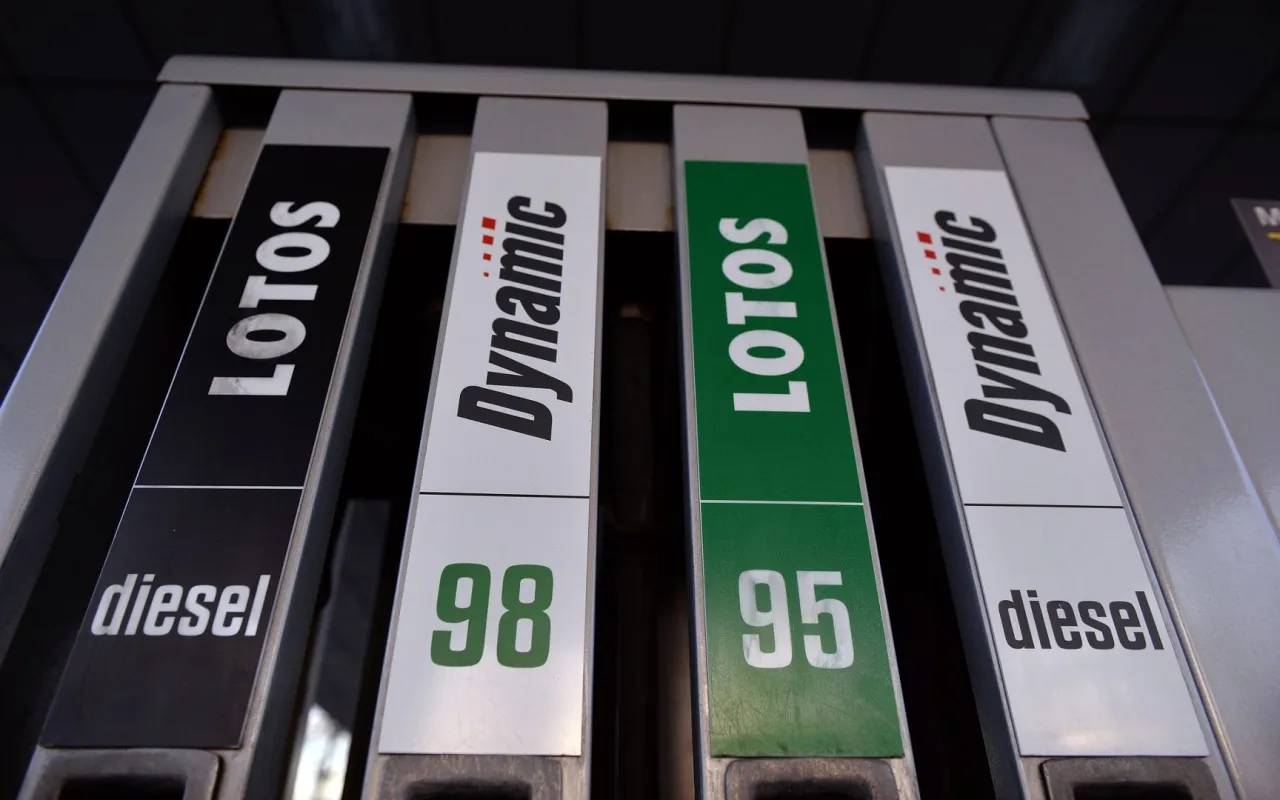 LOTOS
diesel
Dynamic
98
LOTOS
95
Dynamic
diesel